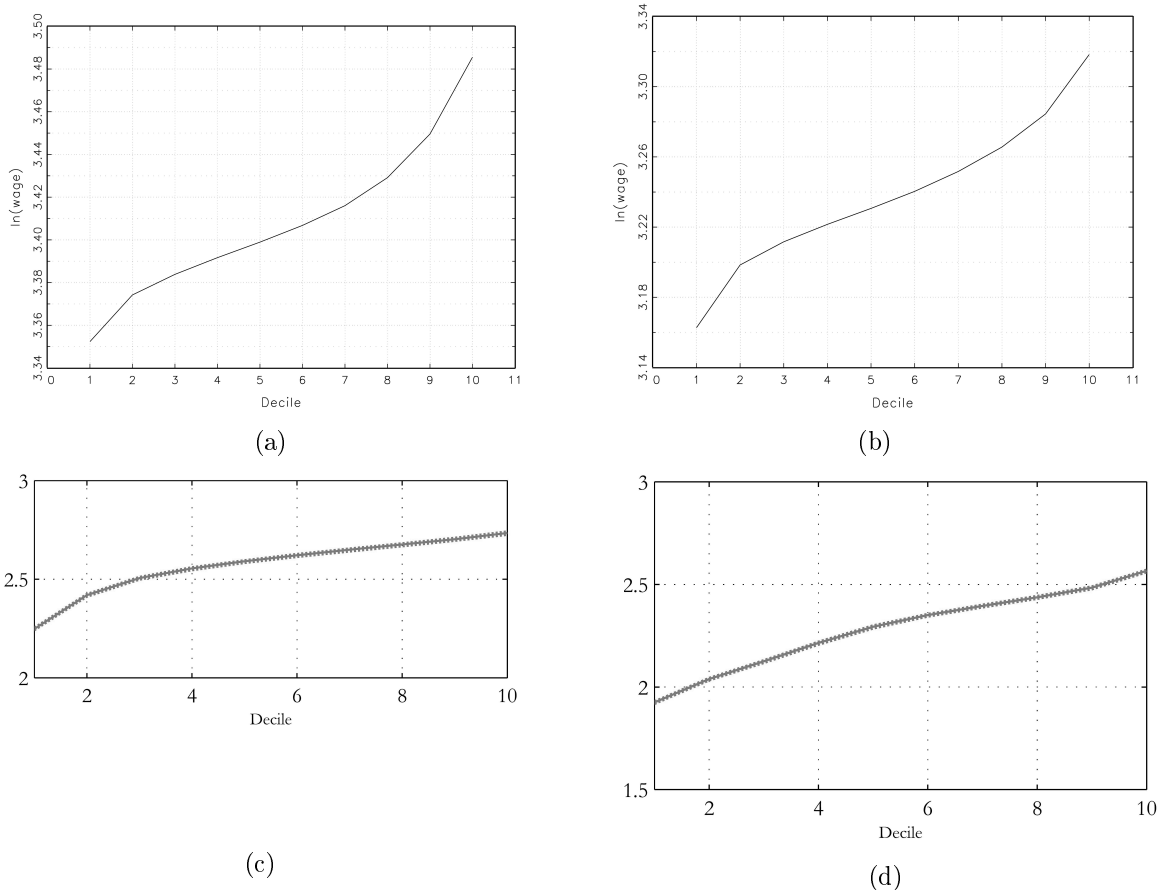 3.50
3.48
3.46
3.44
3.42
3.40
3.38
3.36
3.34
ln(wage)
0 1 2 3 4 5 6 7 8 9 10 11
Decile
(a)
3.34
3.30
3.26
3.22
3.18
3.14
ln(wage)
0 1 2 3 4 5 6 7 8 9 10 11
Decile
(b)
3
2.5
2
2 4 6 8 10
Decile
(c)
3
2.5
2
1.5
2 4 6 8 10
Decile
(d)